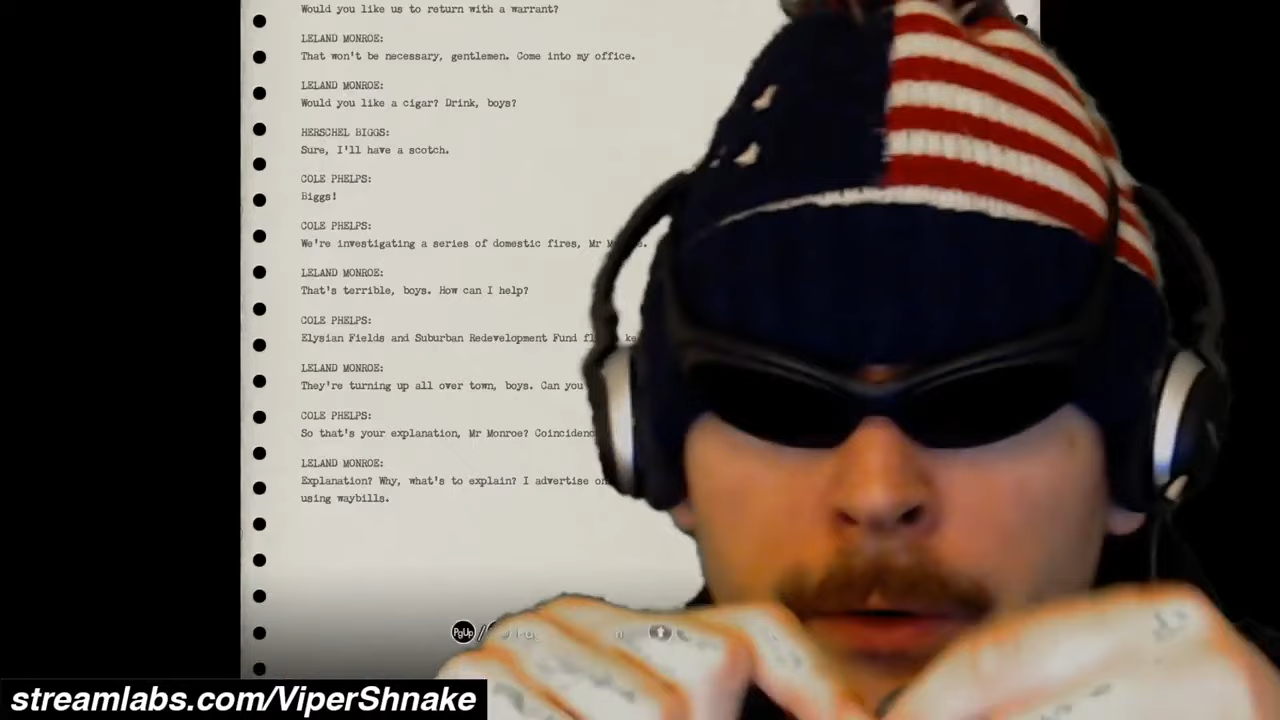 Would you like us to return with a warrant?
LELAND MONROE:
That won't be necessary, gentlemen. Come into my office.
LELAND MONROE:
Would you like a cigar? Drink, boys?
HERSCHEL BIGGS:
Sure, I'll have a scotch.
COLE PHELPS:
Biggs!
COLE PHELPS:
We're investigating a series of domestic fires, Mr
LELAND MONROE:
That's terrible, boys. How can I help?
COLE PHELPS:
Elysian Fields and Suburban Redevelopment Fund
LELAND MONROE:
They're turning up all over town, boys. Can you
COLE PHELPS:
So that's your explanation, Mr Monroe?
LELAND MONROE:
Explanation? Why, what's to explain? I advertise
using waybills.
PgUp /
streamlabs.com/ViperShnake